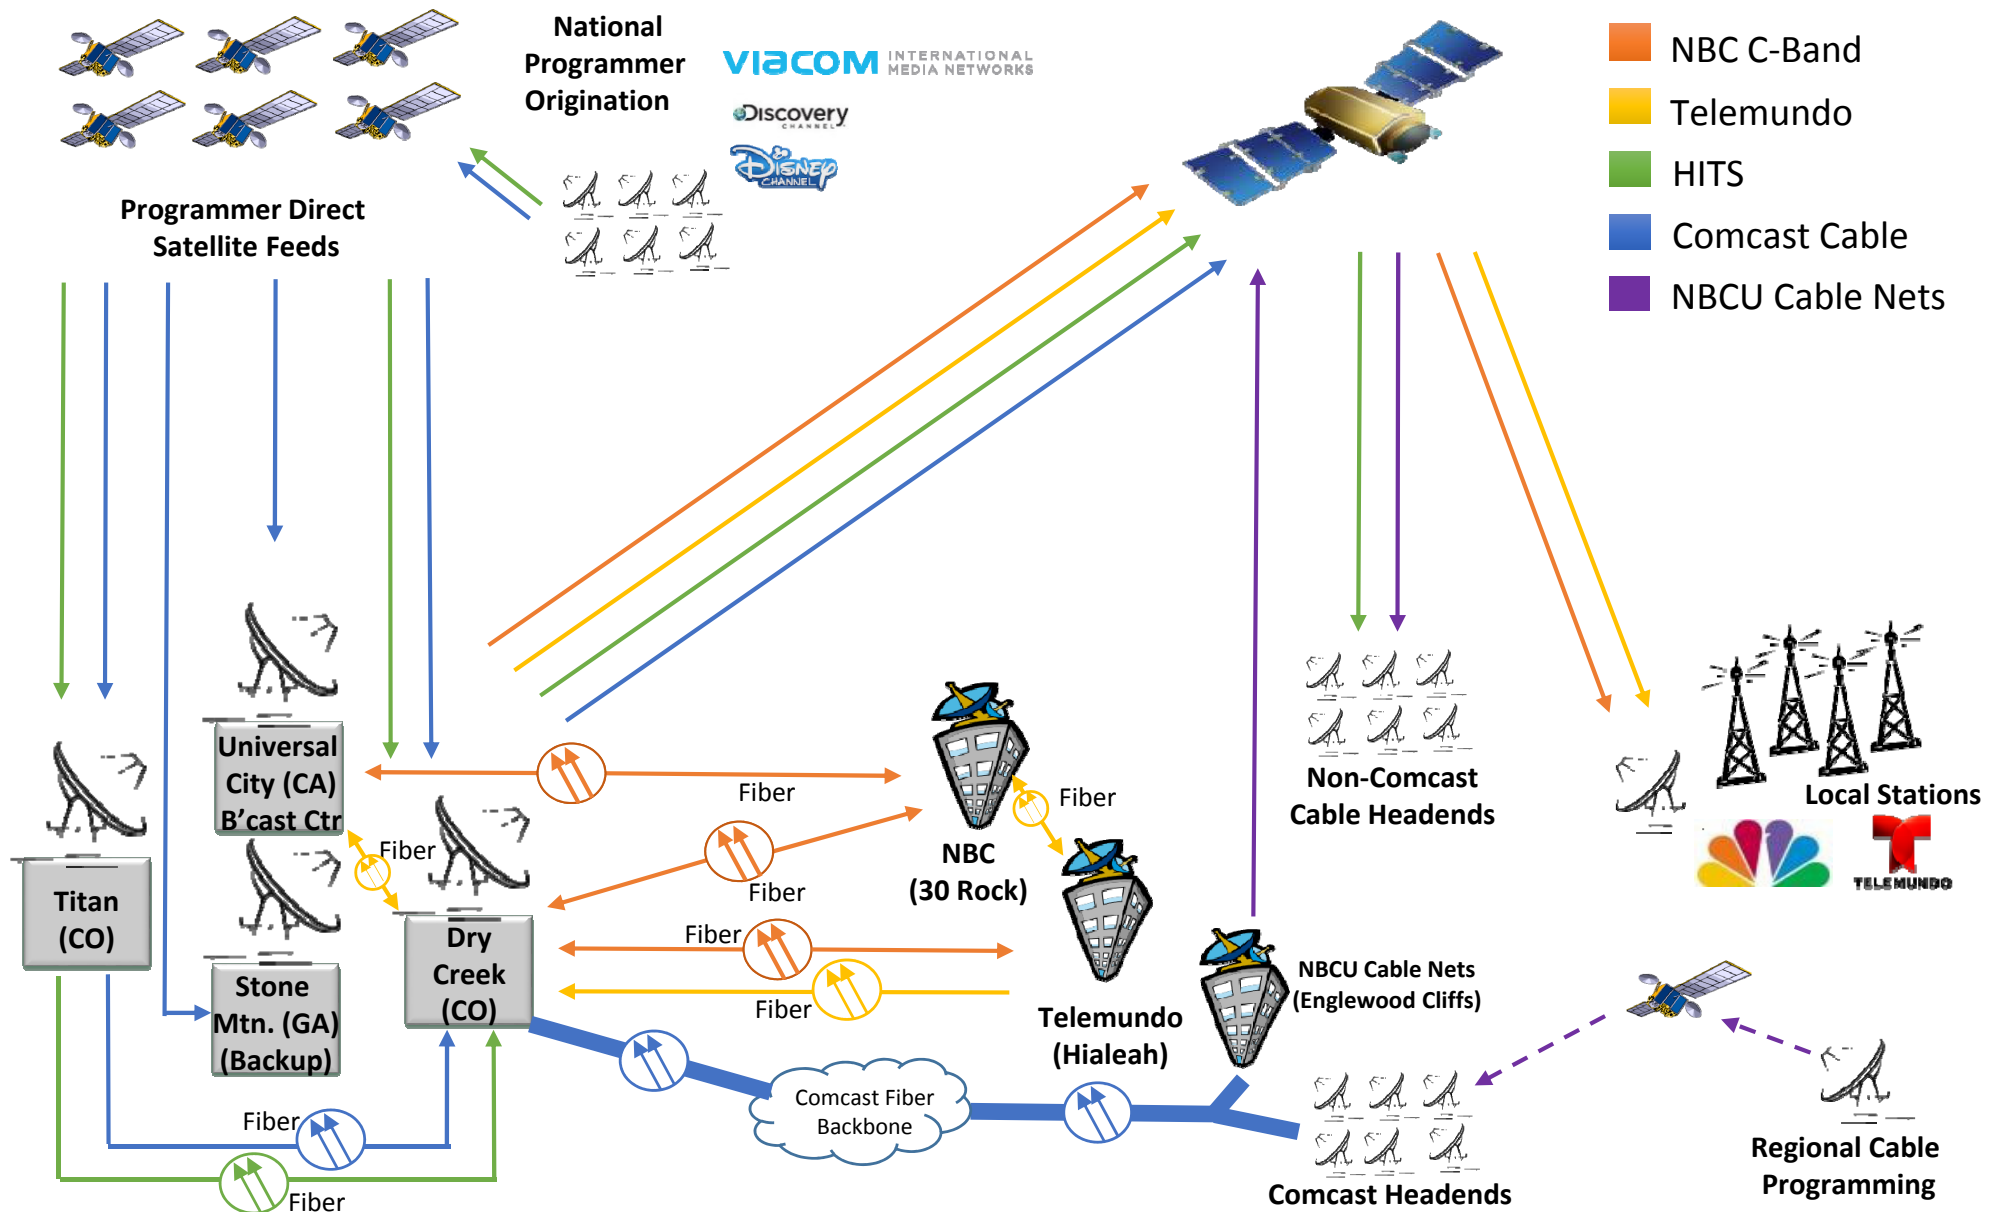 National
Programmer
Origination
VIACOM INTERNATIONAL
MEDIA NETWORKS
Discovery
CHANNEL
Disney
CHANNEL
NBC C-Band
Telemundo
HITS
Comcast Cable
NBCU Cable Nets
Programmer Direct
Satellite Feeds
Universal
City (CA)
B'cast Ctr
Fiber
Fiber
Fiber
Fiber
Fiber
Fiber
NBC
(30 Rock)
Non-Comcast
Cable Headends
Local Stations
TELEMUNDO
Titan
(CO)
Stone
Mtn. (GA)
(Backup)
Dry
Creek
(CO)
Telemundo
(Hialeah)
NBCU Cable Nets
(Englewood Cliffs)
Comcast Fiber
Backbone
Fiber
Fiber
Comcast Headends
Regional Cable
Programming